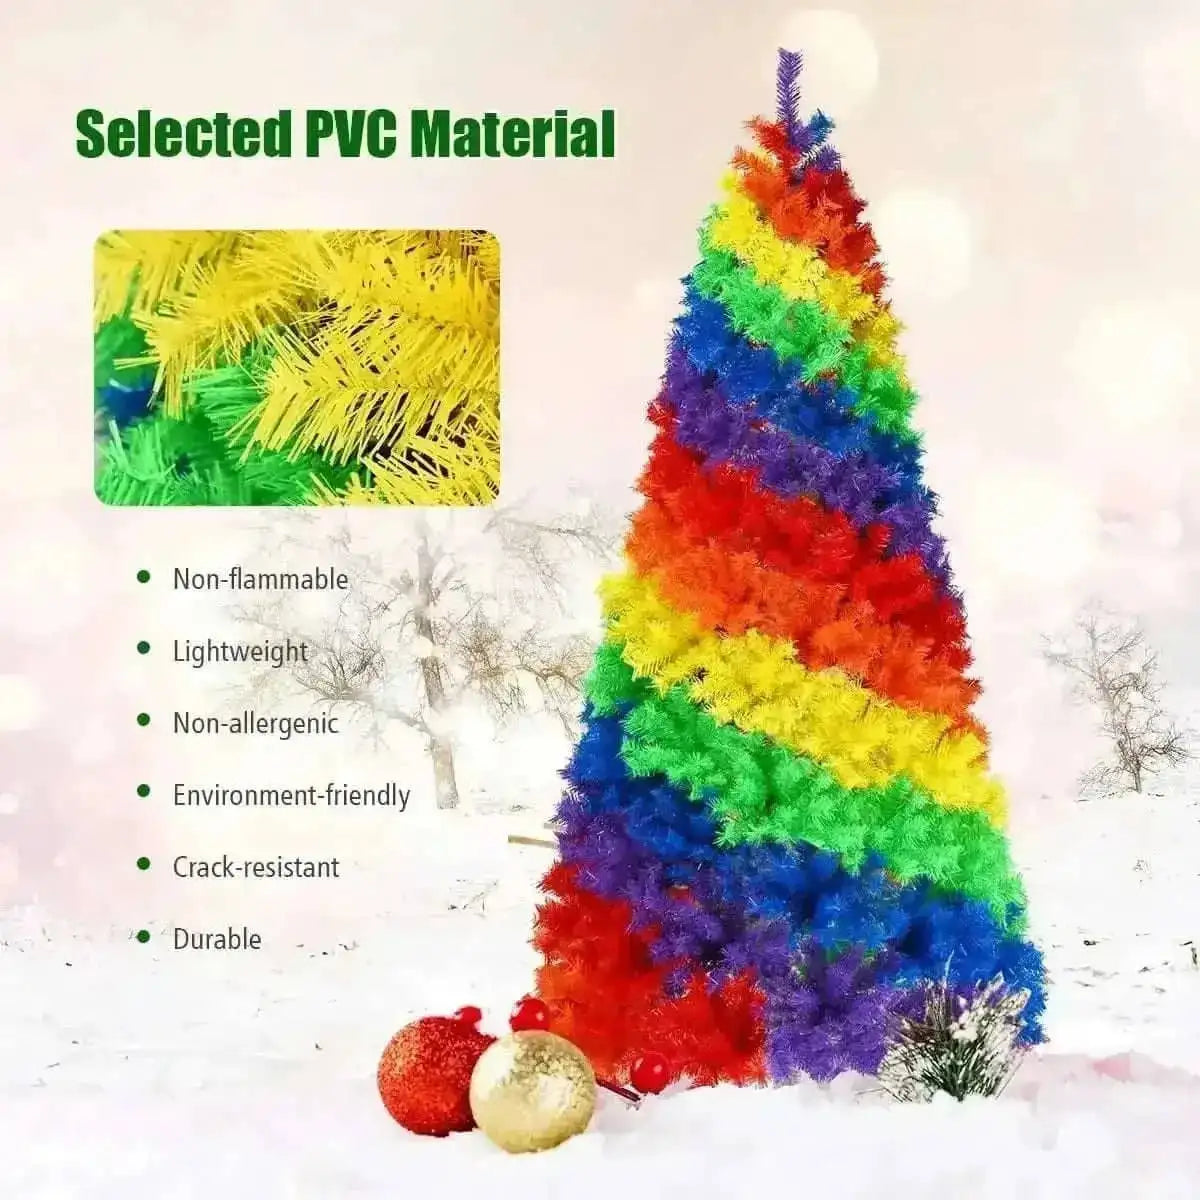 Selected PVC Material
Non-flammable
Lightweight
Non-allergenic
Environment-friendly
Crack-resistant
Durable